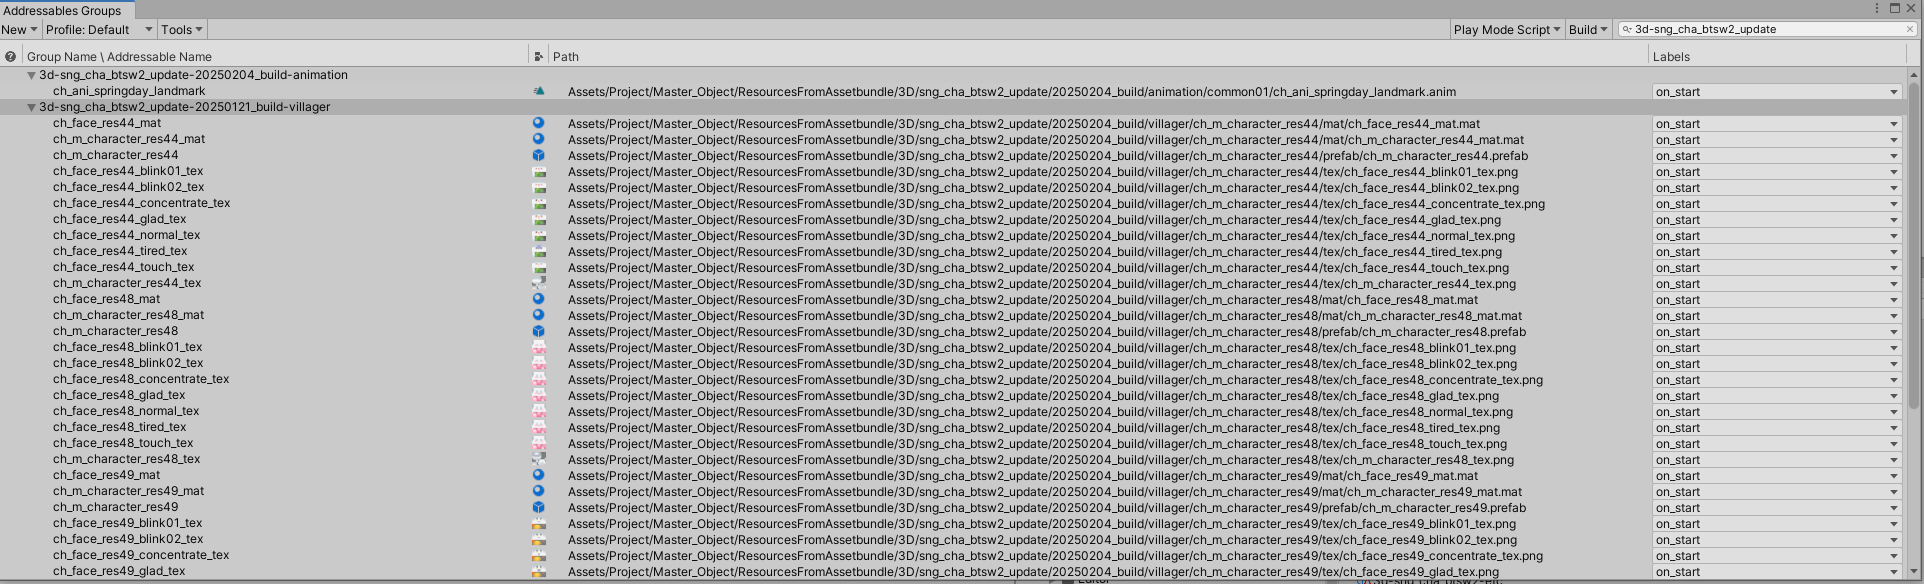 Addressables Groups
New Profile: Default Tools Play Mode Script Build 3d-sng_cha_btsw2_update
Group Name \ Addressable Name Path Labels
3d-sng_cha_btsw2_update-20250204_build-animation
ch_ani_springday_landmark Assets/Project/Master_Object/ResourcesFromAssetbundle/3D/sng_cha_btsw2_update/20250204_build/animation/common01/ch_ani_springday_landmark.anim on_start
3d-sng_cha_btsw2_update-20250121_build-villager
ch_face_res44_mat Assets/Project/Master_Object/ResourcesFromAssetbundle/3D/sng_cha_btsw2_update/20250204_build/villager/ch_m_character_res44/mat/ch_face_res44_mat.mat on_start
ch_m_character_res44_mat Assets/Project/Master_Object/ResourcesFromAssetbundle/3D/sng_cha_btsw2_update/20250204_build/villager/ch_m_character_res44/mat/ch_m_character_res44_mat.mat on_start
ch_m_character_res44 Assets/Project/Master_Object/ResourcesFromAssetbundle/3D/sng_cha_btsw2_update/20250204_build/villager/ch_m_character_res44/prefab/ch_m_character_res44.prefab on_start
ch_face_res44_blink01_tex Assets/Project/Master_Object/ResourcesFromAssetbundle/3D/sng_cha_btsw2_update/20250204_build/villager/ch_m_character_res44/tex/ch_face_res44_blink01_tex.png on_start
ch_face_res44_blink02_tex Assets/Project/Master_Object/ResourcesFromAssetbundle/3D/sng_cha_btsw2_update/20250204_build/villager/ch_m_character_res44/tex/ch_face_res44_blink02_tex.png on_start
ch_face_res44_concentrate_tex Assets/Project/Master_Object/ResourcesFromAssetbundle/3D/sng_cha_btsw2_update/20250204_build/villager/ch_m_character_res44/tex/ch_face_res44_concentrate_tex.png on_start
ch_face_res44_glad_tex Assets/Project/Master_Object/ResourcesFromAssetbundle/3D/sng_cha_btsw2_update/20250204_build/villager/ch_m_character_res44/tex/ch_face_res44_glad_tex.png on_start
ch_face_res44_normal_tex Assets/Project/Master_Object/ResourcesFromAssetbundle/3D/sng_cha_btsw2_update/20250204_build/villager/ch_m_character_res44/tex/ch_face_res44_normal_tex.png on_start
ch_face_res44_tired_tex Assets/Project/Master_Object/ResourcesFromAssetbundle/3D/sng_cha_btsw2_update/20250204_build/villager/ch_m_character_res44/tex/ch_face_res44_tired_tex.png on_start
ch_face_res44_touch_tex Assets/Project/Master_Object/ResourcesFromAssetbundle/3D/sng_cha_btsw2_update/20250204_build/villager/ch_m_character_res44/tex/ch_face_res44_touch_tex.png on_start
ch_m_character_res44_tex Assets/Project/Master_Object/ResourcesFromAssetbundle/3D/sng_cha_btsw2_update/20250204_build/villager/ch_m_character_res44/tex/ch_m_character_res44_tex.png on_start
ch_face_res48_mat Assets/Project/Master_Object/ResourcesFromAssetbundle/3D/sng_cha_btsw2_update/20250204_build/villager/ch_m_character_res48/mat/ch_face_res48_mat.mat on_start
ch_m_character_res48_mat Assets/Project/Master_Object/ResourcesFromAssetbundle/3D/sng_cha_btsw2_update/20250204_build/villager/ch_m_character_res48/mat/ch_m_character_res48_mat.mat on_start
ch_m_character_res48 Assets/Project/Master_Object/ResourcesFromAssetbundle/3D/sng_cha_btsw2_update/20250204_build/villager/ch_m_character_res48/prefab/ch_m_character_res48.prefab on_start
ch_face_res48_blink01_tex Assets/Project/Master_Object/ResourcesFromAssetbundle/3D/sng_cha_btsw2_update/20250204_build/villager/ch_m_character_res48/tex/ch_face_res48_blink01_tex.png on_start
ch_face_res48_blink02_tex Assets/Project/Master_Object/ResourcesFromAssetbundle/3D/sng_cha_btsw2_update/20250204_build/villager/ch_m_character_res48/tex/ch_face_res48_blink02_tex.png on_start
ch_face_res48_concentrate_tex Assets/Project/Master_Object/ResourcesFromAssetbundle/3D/sng_cha_btsw2_update/20250204_build/villager/ch_m_character_res48/tex/ch_face_res48_concentrate_tex.png on_start
ch_face_res48_glad_tex Assets/Project/Master_Object/ResourcesFromAssetbundle/3D/sng_cha_btsw2_update/20250204_build/villager/ch_m_character_res48/tex/ch_face_res48_glad_tex.png on_start
ch_face_res48_normal_tex Assets/Project/Master_Object/ResourcesFromAssetbundle/3D/sng_cha_btsw2_update/20250204_build/villager/ch_m_character_res48/tex/ch_face_res48_normal_tex.png on_start
ch_face_res48_tired_tex Assets/Project/Master_Object/ResourcesFromAssetbundle/3D/sng_cha_btsw2_update/20250204_build/villager/ch_m_character_res48/tex/ch_face_res48_tired_tex.png on_start
ch_face_res48_touch_tex Assets/Project/Master_Object/ResourcesFromAssetbundle/3D/sng_cha_btsw2_update/20250204_build/villager/ch_m_character_res48/tex/ch_face_res48_touch_tex.png on_start
ch_m_character_res48_tex Assets/Project/Master_Object/ResourcesFromAssetbundle/3D/sng_cha_btsw2_update/20250204_build/villager/ch_m_character_res48/tex/ch_m_character_res48_tex.png on_start
ch_face_res49_mat Assets/Project/Master_Object/ResourcesFromAssetbundle/3D/sng_cha_btsw2_update/20250204_build/villager/ch_m_character_res49/mat/ch_face_res49_mat.mat on_start
ch_m_character_res49_mat Assets/Project/Master_Object/ResourcesFromAssetbundle/3D/sng_cha_btsw2_update/20250204_build/villager/ch_m_character_res49/mat/ch_m_character_res49_mat.mat on_start
ch_m_character_res49 Assets/Project/Master_Object/ResourcesFromAssetbundle/3D/sng_cha_btsw2_update/20250204_build/villager/ch_m_character_res49/prefab/ch_m_character_res49.prefab on_start
ch_face_res49_blink01_tex Assets/Project/Master_Object/ResourcesFromAssetbundle/3D/sng_cha_btsw2_update/20250204_build/villager/ch_m_character_res49/tex/ch_face_res49_blink01_tex.png on_start
ch_face_res49_blink02_tex Assets/Project/Master_Object/ResourcesFromAssetbundle/3D/sng_cha_btsw2_update/20250204_build/villager/ch_m_character_res49/tex/ch_face_res49_blink02_tex.png on_start
ch_face_res49_concentrate_tex Assets/Project/Master_Object/ResourcesFromAssetbundle/3D/sng_cha_btsw2_update/20250204_build/villager/ch_m_character_res49/tex/ch_face_res49_concentrate_tex.png on_start
ch_face_res49_glad_tex Assets/Project/Master_Object/ResourcesFromAssetbundle/3D/sng_cha_btsw2_update/20250204_build/villager/ch_m_character_res49/tex/ch_face_res49_glad_tex.png on_start